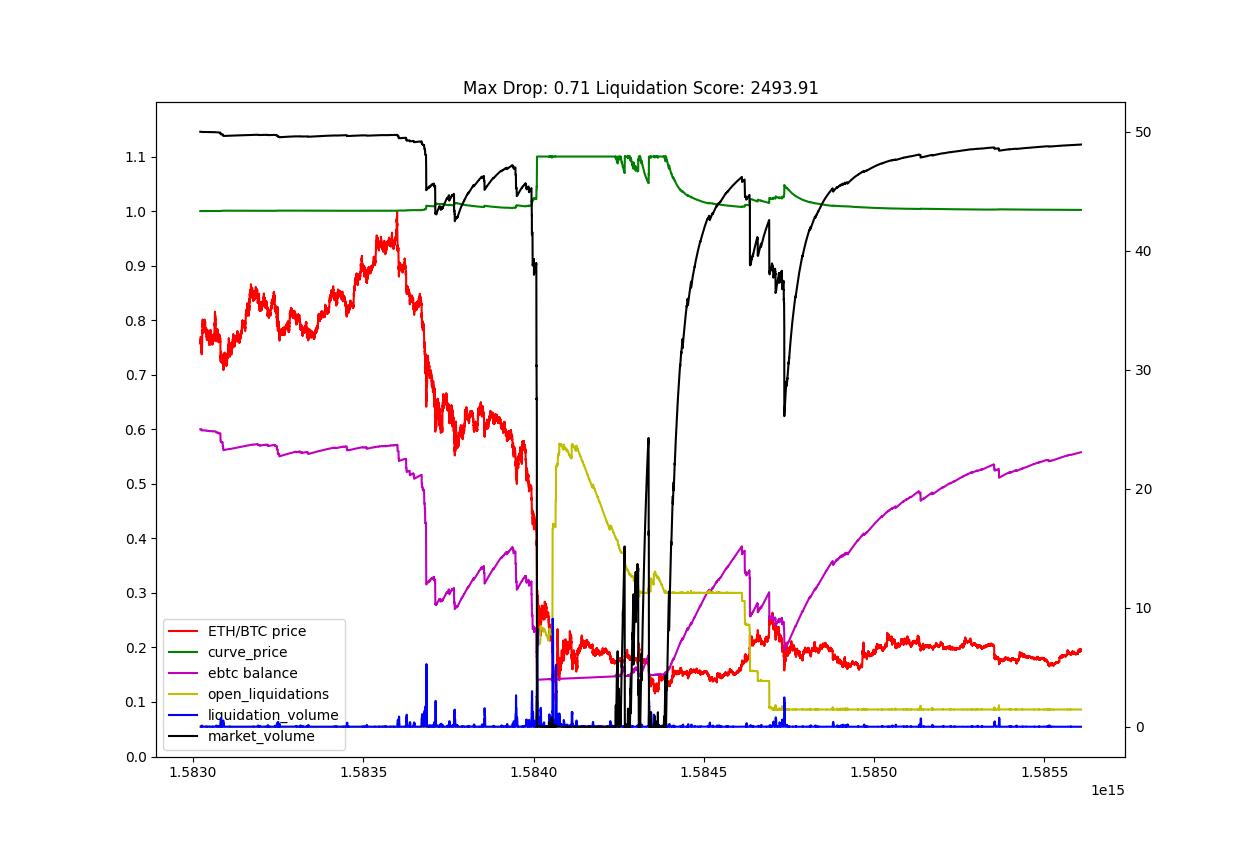 Max Drop: 0.71 Liquidation Score: 2493.91
1.1
1.0
0.9
0.8
0.7
0.6
0.5
0.4
0.3
0.2
0.1
0.0
50
40
30
20
10
0
ETH/BTC price
curve_price
ebtc balance
open_liquidations
liquidation_volume
market_volume
1.5830 1.5835 1.5840 1.5845 1.5850 1.5855
1e15